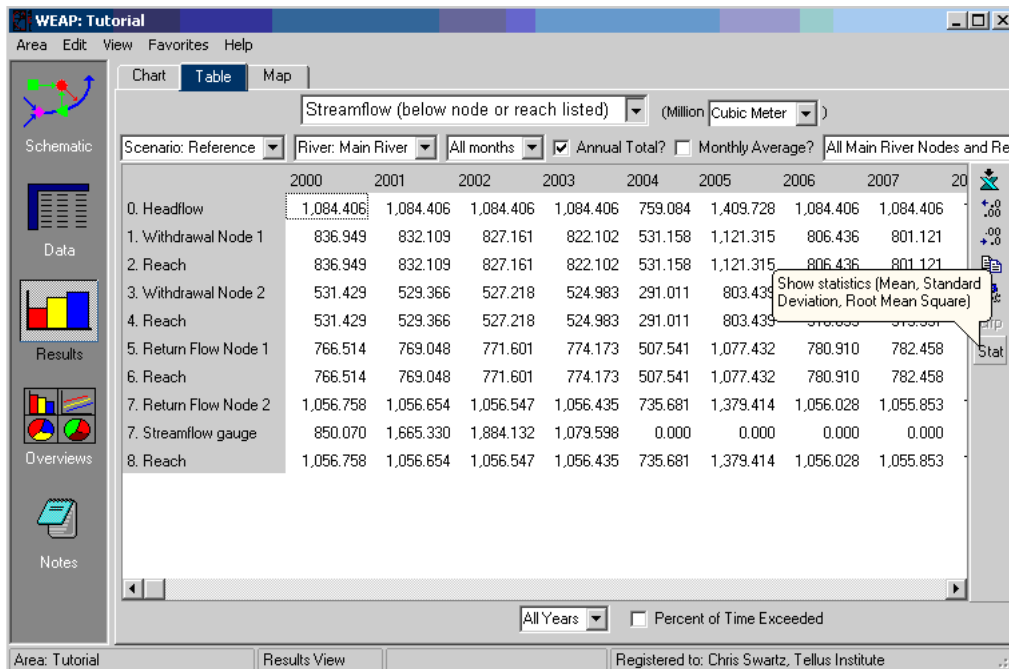 WEAP: Tutorial
Area Edit View Favorites Help
Chart Table Map
Streamflow (below node or reach listed) (Million Cubic Meter )
Scenario: Reference River: Main River All months Annual Total? Monthly Average? All Main River Nodes and Re
Schematic
Data
Results
Overviews
Notes
2000 2001 2002 2003 2004 2005 2006 2007 20
0. Headflow 1,084.406 1,084.406 1,084.406 1,084.406 759.084 1,409.728 1,084.406 1,084.406
1. Withdrawal Node 1 836.949 832.109 827.161 822.102 531.158 1,121.315 806.436 801.121
2. Reach 836.949 832.109 827.161 822.102 531.158 1,121.315 806.436 801.121
3. Withdrawal Node 2 531.429 529.366 527.218 524.983 291.011 803.439
4. Reach 531.429 529.366 527.218 524.983 291.011 803.439
5. Return Flow Node 1 766.514 769.048 771.601 774.173 507.541 1,077.432 780.910 782.458
6. Reach 766.514 769.048 771.601 774.173 507.541 1,077.432 780.910 782.458
7. Return Flow Node 2 1,056.758 1,056.654 1,056.547 1,056.435 735.681 1,379.414 1,056.028 1,055.853
7. Streamflow gauge 850.070 1,665.330 1,884.132 1,079.598 0.000 0.000 0.000 0.000
8. Reach 1,056.758 1,056.654 1,056.547 1,056.435 735.681 1,379.414 1,056.028 1,055.853
Show statistics (Mean, Standard
Deviation, Root Mean Square)
.0
.00
.00
.0
Stat
All Years Percent of Time Exceeded
Area: Tutorial Results View Registered to: Chris Swartz, Tellus Institute